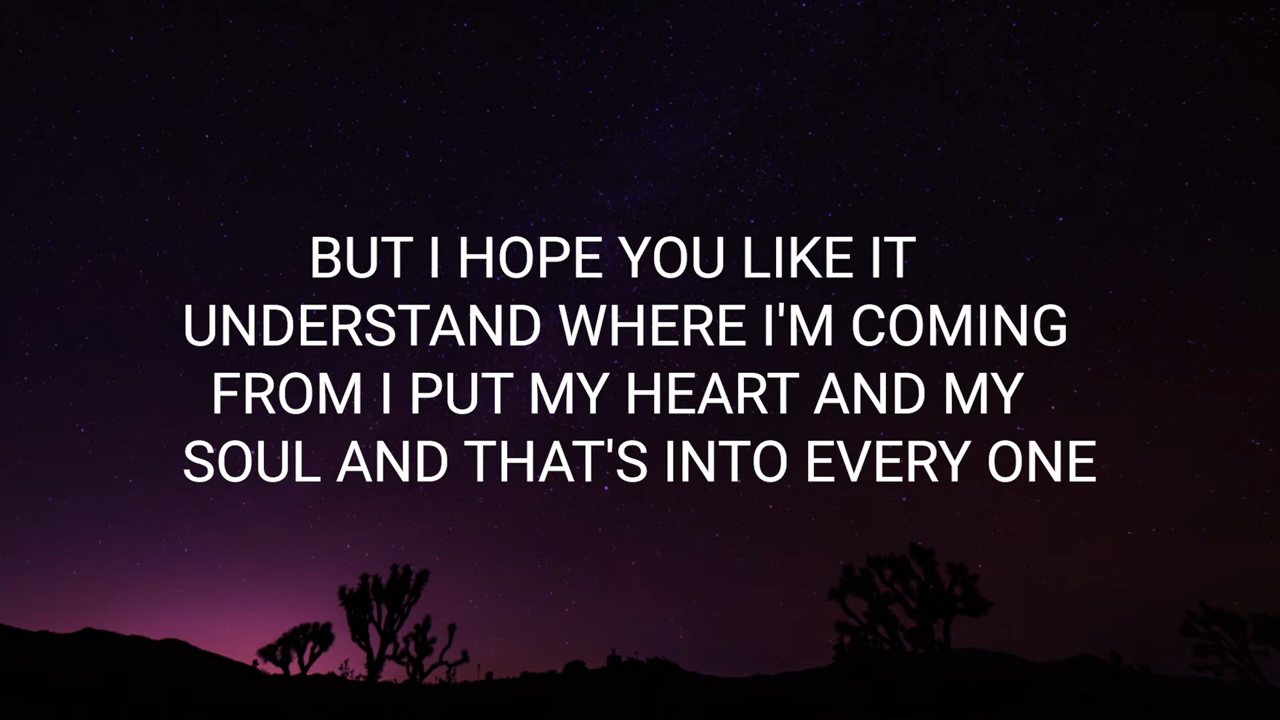 BUT I HOPE YOU LIKE IT
UNDERSTAND WHERE I'M COMING
FROM I PUT MY HEART AND MY
SOUL AND THAT'S INTO EVERY ONE